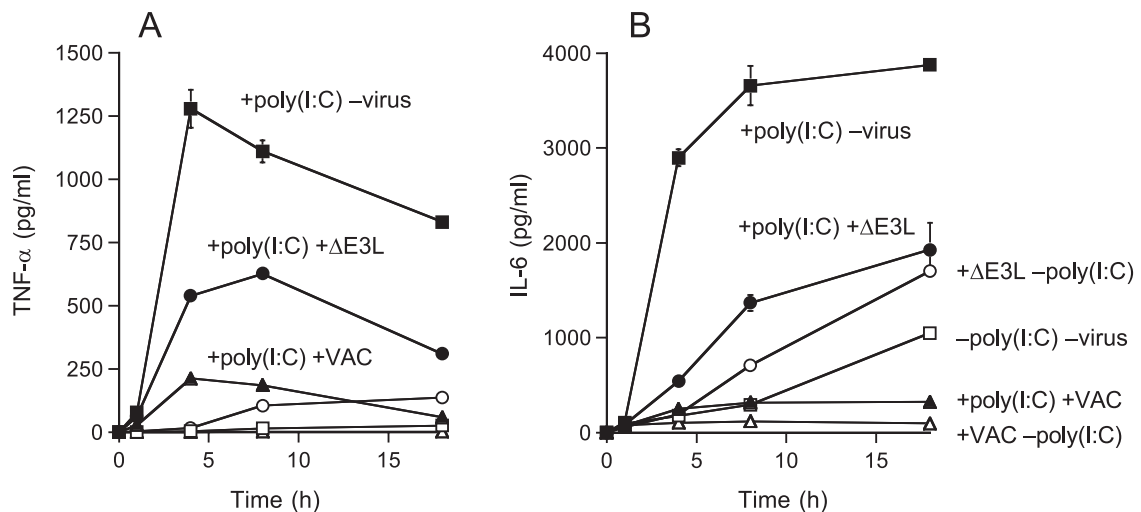 A
1500
1250
1000
750
500
250
0
TNF-α (pg/ml)
+poly(I:C) –virus
+poly(I:C) +ΔE3L
+poly(I:C) +VAC
0 5 10 15
Time (h)
B
4000
3000
2000
1000
0
IL-6 (pg/ml)
+poly(I:C) –virus
+poly(I:C) +ΔE3L
+ΔE3L –poly(I:C)
–poly(I:C) –virus
+poly(I:C) +VAC
+VAC –poly(I:C)
0 5 10 15
Time (h)